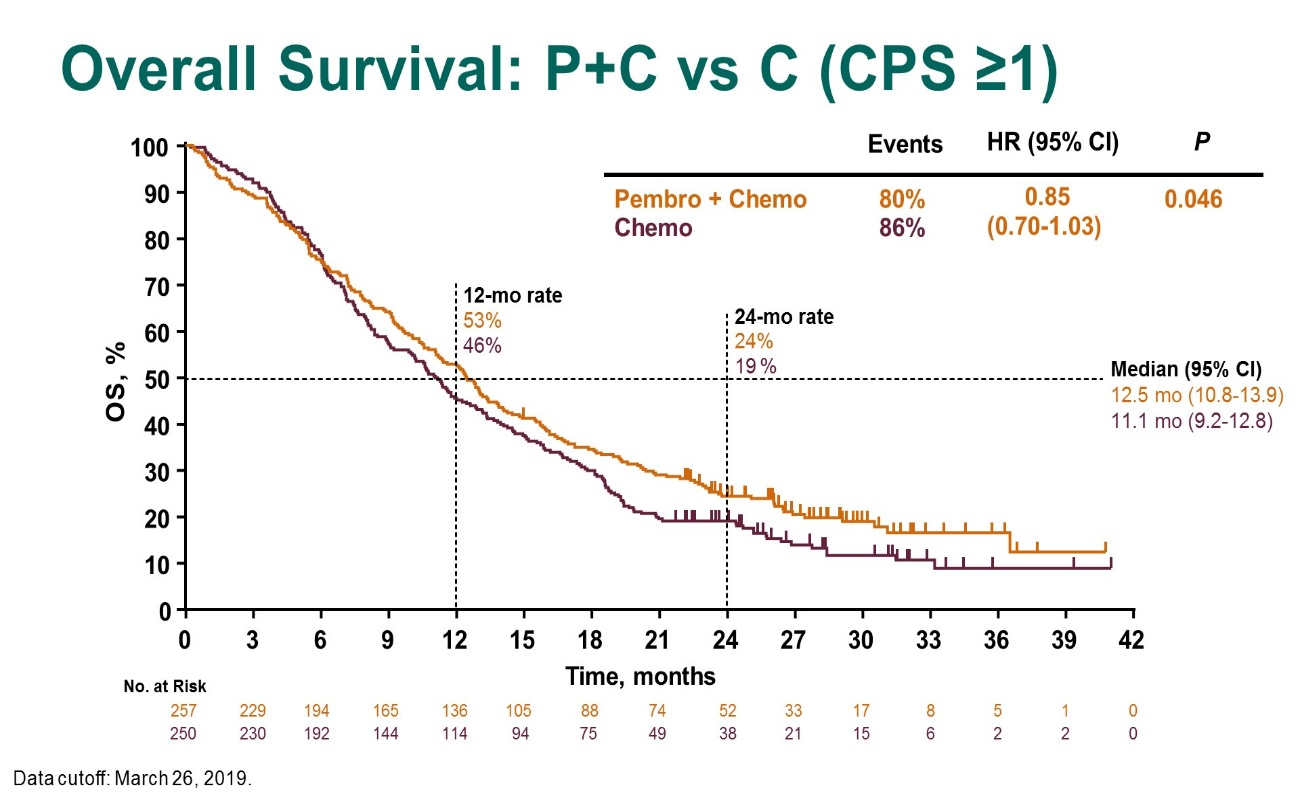 Overall Survival: P+C vs C (CPS ≥1)
Events HR (95% CI) P
Pembro + Chemo 80% 0.85 0.046
Chemo 86% (0.70-1.03)
100
90
80
70
60
50
40
30
20
10
0
OS, %
12-mo rate
53%
46%
24-mo rate
24%
19 %
Median (95% CI)
12.5 mo (10.8-13.9)
11.1 mo (9.2-12.8)
0 3 6 9 12 15 18 21 24 27 30 33 36 39 42
Time, months
No. at Risk
257 229 194 165 136 105 88 74 52 33 17 8 5 1 0
250 230 192 144 114 94 75 49 38 21 15 6 2 2 0
Data cutoff: March 26, 2019.